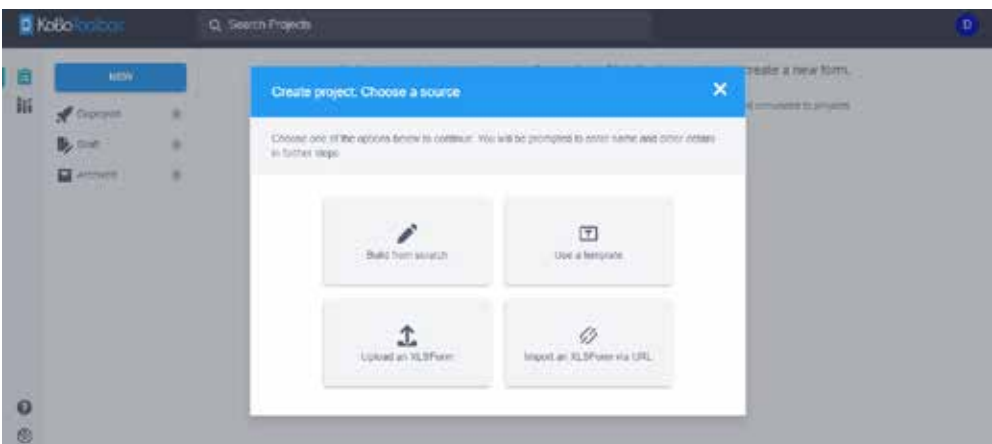 KoBoToolbox
Search Projects
D
NEW
Deployed
Draft
Archived
create a new form.
Create project. Choose a source
Choose one of the options below to continue. You will be prompted to enter name and other details
in further steps.
Build from scratch
Use a template
Upload an XLSForm
Import an XLSForm via URL